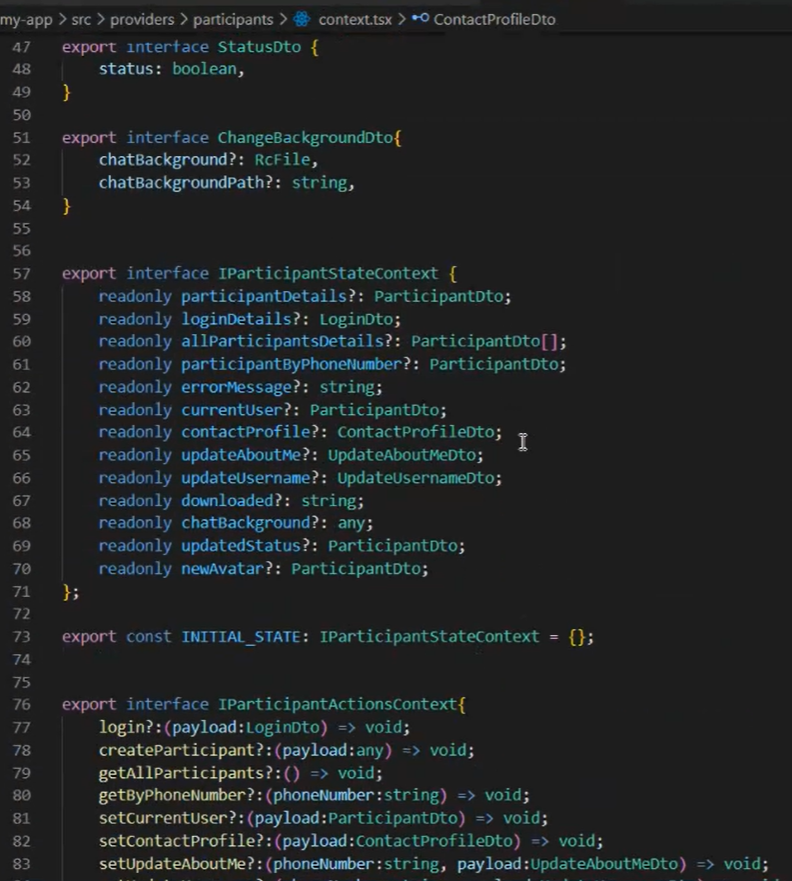 my-app > src > providers > participants > context.tsx > ContactProfileDto
47 export interface StatusDto {
48 status: boolean,
49 }
50
51 export interface ChangeBackgroundDto{
52 chatBackground?: RcFile,
53 chatBackgroundPath?: string,
54 }
55
56
57 export interface IParticipantStateContext {
58 readonly participantDetails?: ParticipantDto;
59 readonly loginDetails?: LoginDto;
60 readonly allParticipantsDetails?: ParticipantDto[];
61 readonly participantByPhoneNumber?: ParticipantDto;
62 readonly errorMessage?: string;
63 readonly currentUser?: ParticipantDto;
64 readonly contactProfile?: ContactProfileDto;
65 readonly updateAboutMe?: UpdateAboutMeDto;
66 readonly updateUsername?: UpdateUsernameDto;
67 readonly downloaded?: string;
68 readonly chatBackground?: any;
69 readonly updatedStatus?: ParticipantDto;
70 readonly newAvatar?: ParticipantDto;
71 };
72
73 export const INITIAL_STATE: IParticipantStateContext = {};
74
75
76 export interface IParticipantActionsContext{
77 login?:(payload:LoginDto) => void;
78 createParticipant?:(payload:any) => void;
79 getAllParticipants?:() => void;
80 getByPhoneNumber?:(phoneNumber:string) => void;
81 setCurrentUser?:(payload:ParticipantDto) => void;
82 setContactProfile?:(payload:ContactProfileDto) => void;
83 setUpdateAboutMe?:(phoneNumber:string, payload:UpdateAboutMeDto) => void;